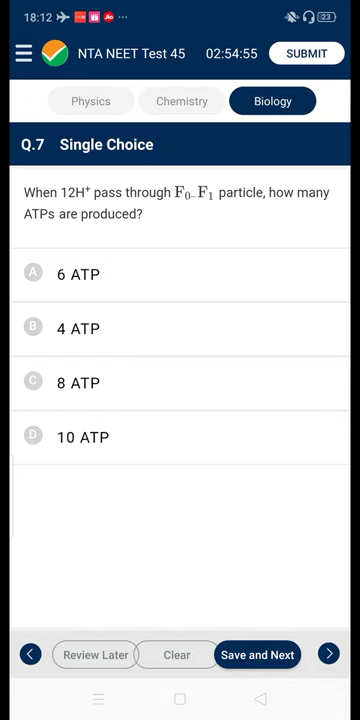 18:12 Jio ... 23
NTA NEET Test 45 02:54:55 SUBMIT
Physics Chemistry Biology
Q.7 Single Choice
When 12H⁺ pass through F₀₋F₁ particle, how many
ATPs are produced?
A 6 ATP
B 4 ATP
C 8 ATP
D 10 ATP
Review Later Clear Save and Next